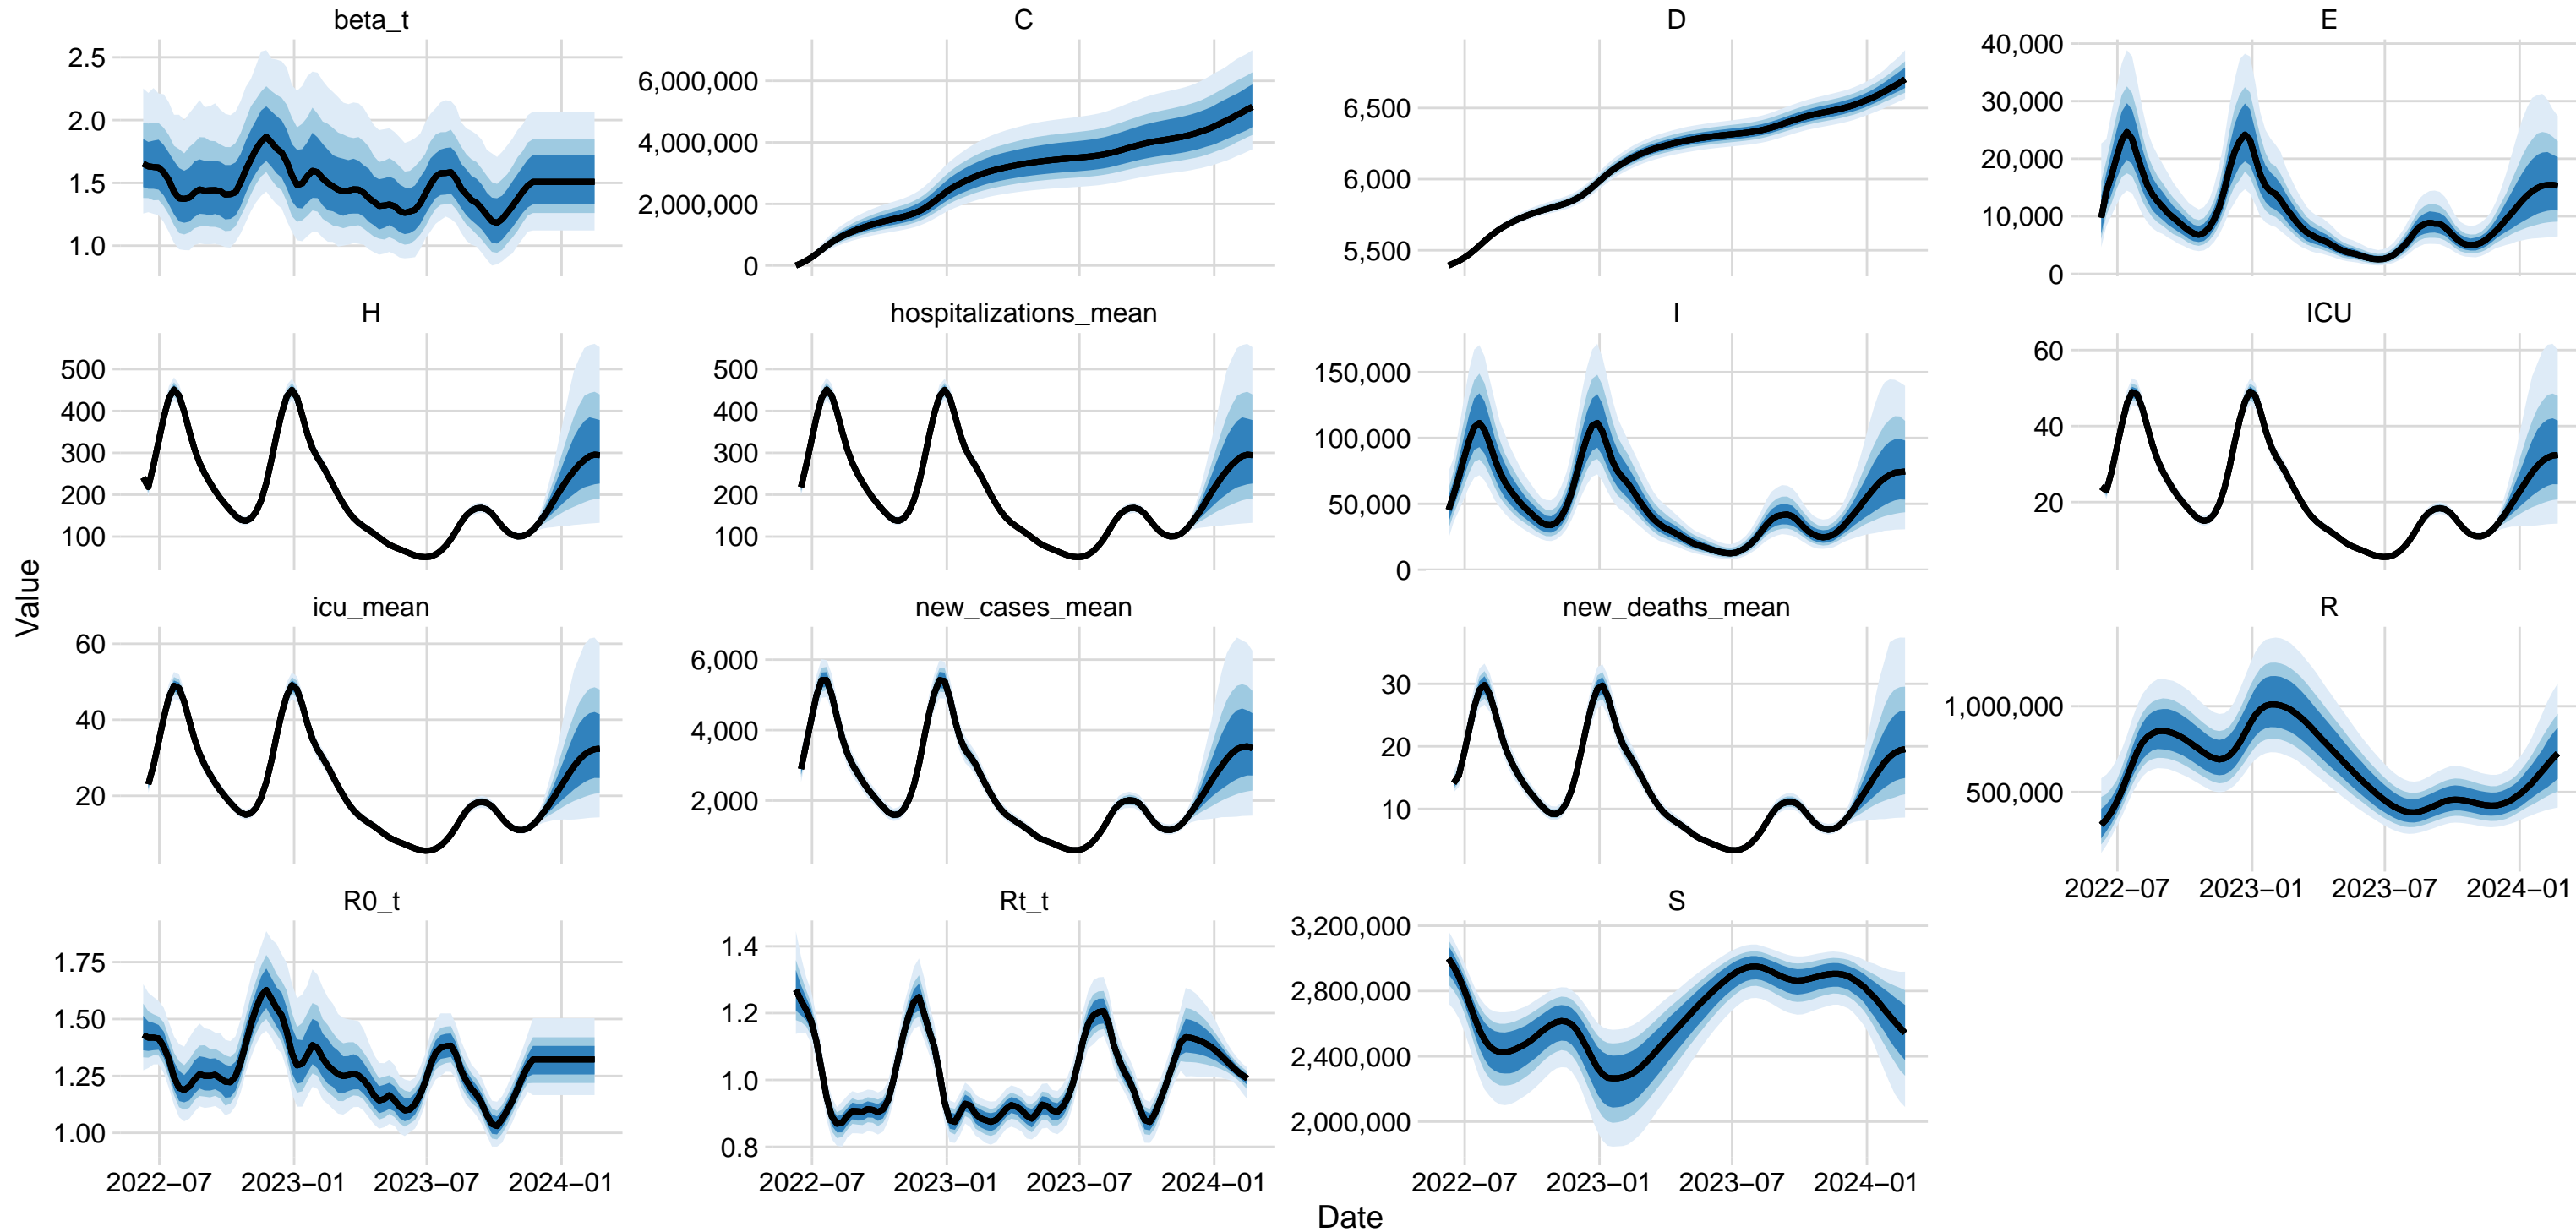 beta_t
C
D
E
2.5
2.0
1.5
1.0
6,000,000
4,000,000
2,000,000
0
6,500
6,000
5,500
40,000
30,000
20,000
10,000
0
H
hospitalizations_mean
I
ICU
500
400
300
200
100
500
400
300
200
100
150,000
100,000
50,000
0
60
40
20
Value
icu_mean
new_cases_mean
new_deaths_mean
R
60
40
20
6,000
4,000
2,000
30
20
10
1,000,000
500,000
2022−07 2023−01 2023−07 2024−01
R0_t
Rt_t
S
1.75
1.50
1.25
1.00
1.4
1.2
1.0
0.8
3,200,000
2,800,000
2,400,000
2,000,000
2022−07 2023−01 2023−07 2024−01
2022−07 2023−01 2023−07 2024−01
2022−07 2023−01 2023−07 2024−01
Date